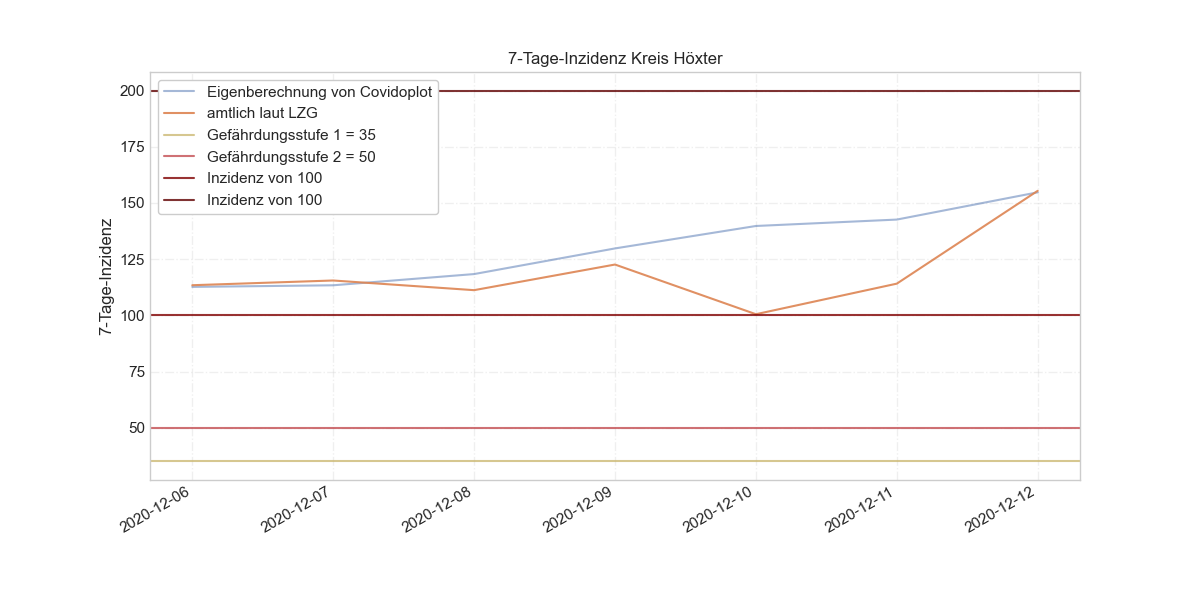 7-Tage-Inzidenz Kreis Höxter
Eigenberechnung von Covidoplot
amtlich laut LZG
Gefährdungsstufe 1 = 35
Gefährdungsstufe 2 = 50
Inzidenz von 100
Inzidenz von 100
7-Tage-Inzidenz
200
175
150
125
100
75
50
2020-12-06
2020-12-07
2020-12-08
2020-12-09
2020-12-10
2020-12-11
2020-12-12